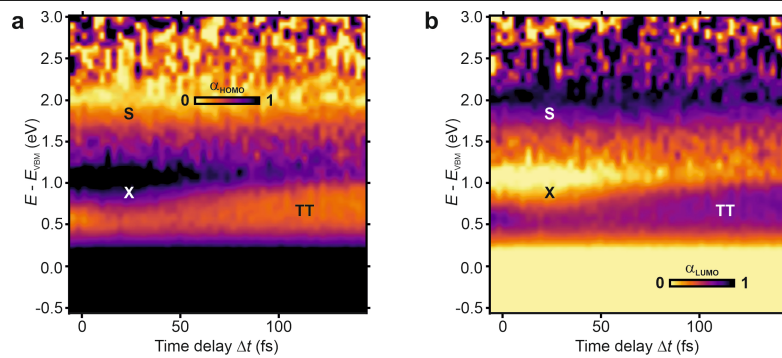 a
3.0
2.5
2.0
1.5
1.0
0.5
0.0
-0.5
E - E_VBM (eV)
α_HOMO
0 1
S
X
TT
0 50 100
Time delay Δt (fs)
b
3.0
2.5
2.0
1.5
1.0
0.5
0.0
-0.5
E - E_VBM (eV)
S
X
TT
α_LUMO
0 1
0 50 100
Time delay Δt (fs)